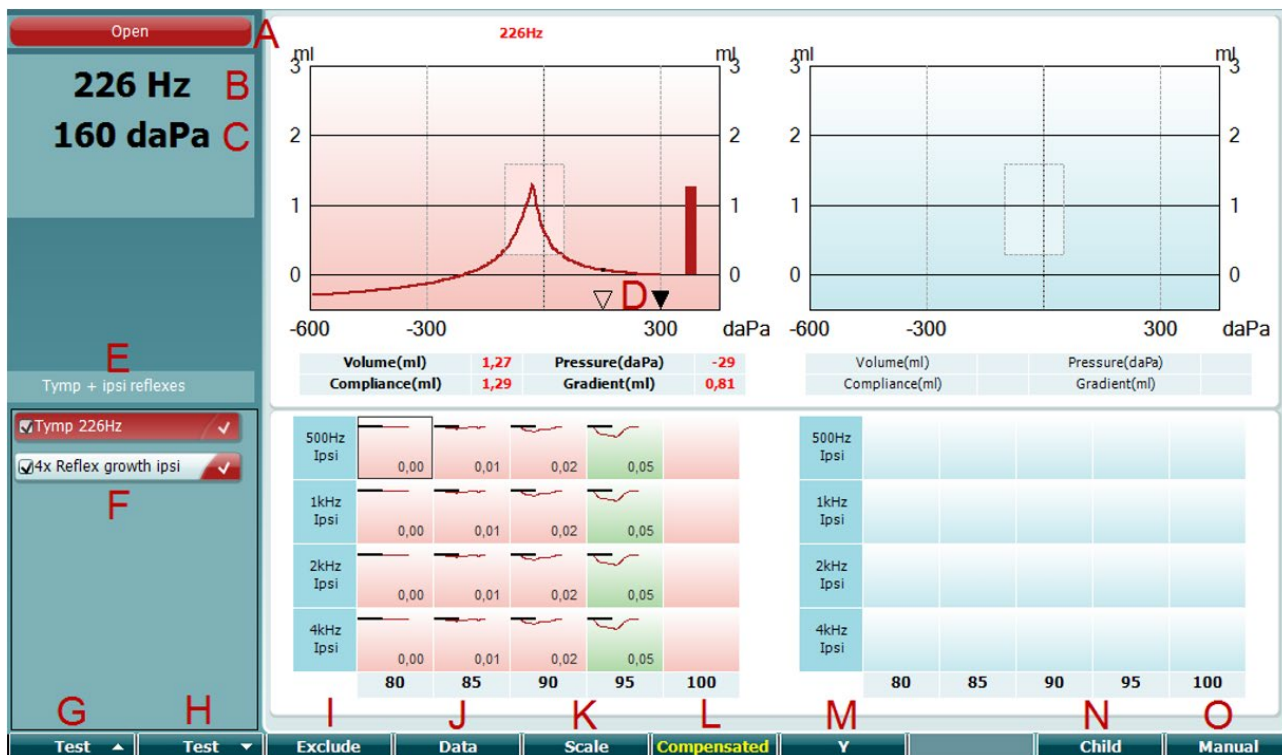 Open A
226Hz
226 Hz B
160 daPa C
ml ml ml ml
3 3 3 3
2 2 2 2
1 1 1 1
0 0 0 0
D
-600 -300 300 daPa -600 -300 300 daPa
Volume(ml) 1,27 Pressure(daPa) -29 Volume(ml) Pressure(daPa)
Compliance(ml) 1,29 Gradient(ml) 0,81 Compliance(ml) Gradient(ml)
E
Tymp + ipsi reflexes
Tymp 226Hz
4x Reflex growth ipsi
F
500Hz Ipsi 0,00 0,01 0,02 0,05 500Hz Ipsi
1kHz Ipsi 0,00 0,01 0,02 0,05 1kHz Ipsi
2kHz Ipsi 0,00 0,01 0,02 0,05 2kHz Ipsi
4kHz Ipsi 0,00 0,01 0,02 0,05 4kHz Ipsi
80 85 90 95 100 80 85 90 95 100
G H I J K L M N O
Test Test Exclude Data Scale Compensated Y Child Manual